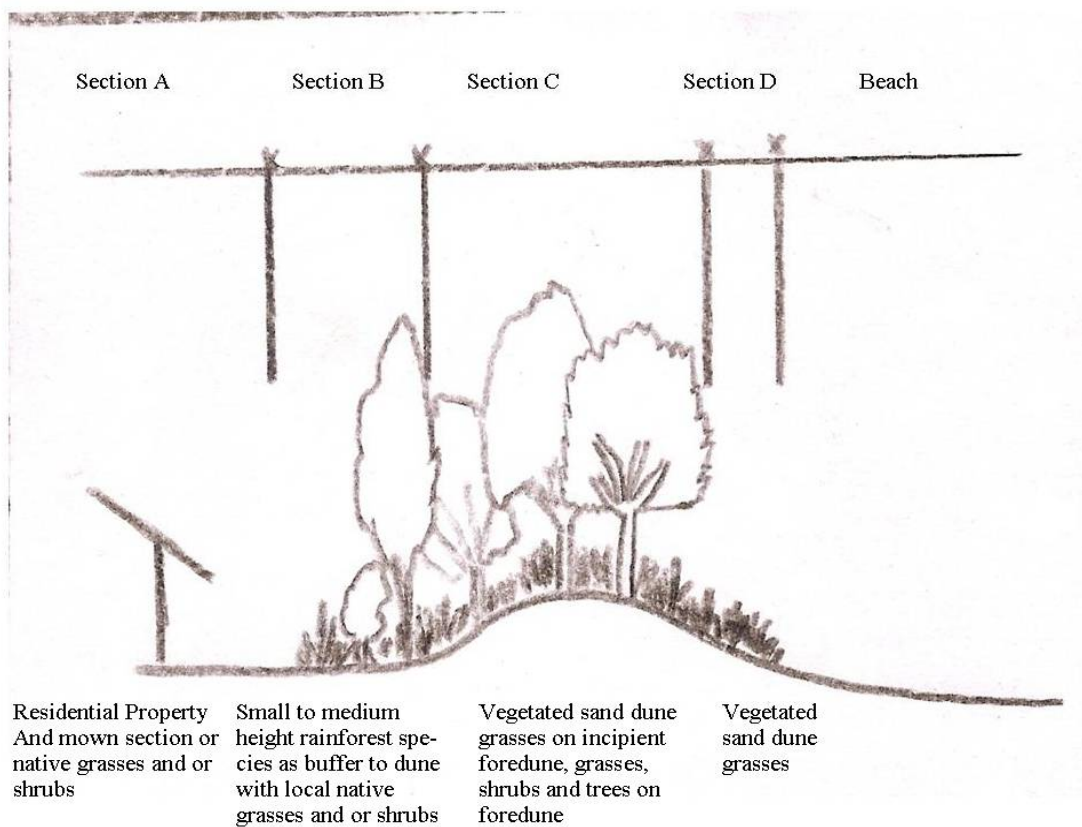 Section A Section B Section C Section D Beach
Residential Property
And mown section or
native grasses and or
shrubs
Small to medium
height rainforest spe-
cies as buffer to dune
with local native
grasses and or shrubs
Vegetated sand dune
grasses on incipient
foredune, grasses,
shrubs and trees on
foredune
Vegetated
sand dune
grasses